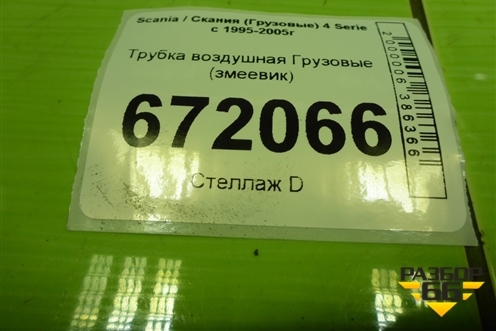 Scania / Скания (Грузовые) 4 Serie
с 1995-2005г
Трубка воздушная Грузовые
(змеевик)
672066
Стеллаж D
2000006386366
РАЗБОР
66